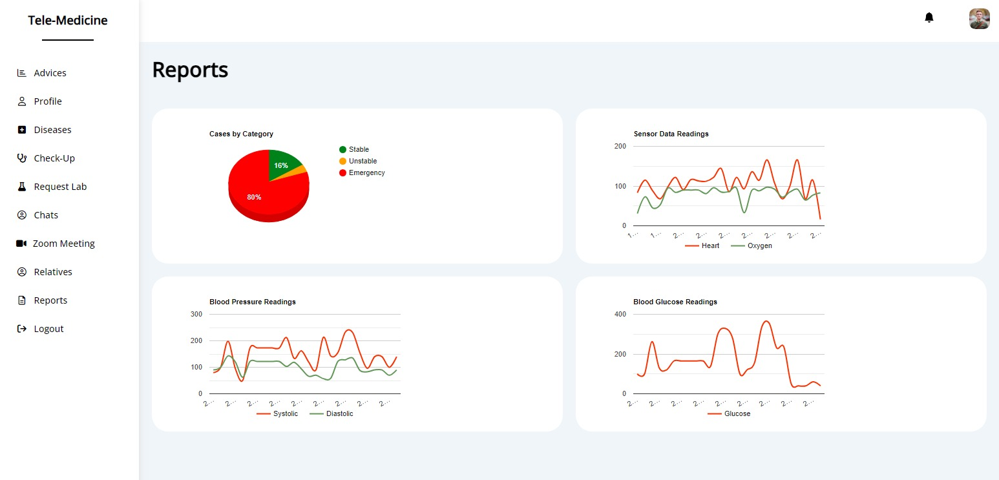 Tele-Medicine
Advices
Profile
Diseases
Check-Up
Request Lab
Chats
Zoom Meeting
Relatives
Reports
Logout
Reports
Cases by Category
16%
80%
Stable
Unstable
Emergency
Sensor Data Readings
200
100
0
1... 1... 2... 2... 2... 2... 2... 2... 2...
Heart Oxygen
Blood Pressure Readings
300
200
100
0
2... 2... 2... 2... 2... 2... 2... 2... 2...
Systolic Diastolic
Blood Glucose Readings
400
200
0
2... 2... 2... 2... 2... 2... 2... 2... 2...
Glucose